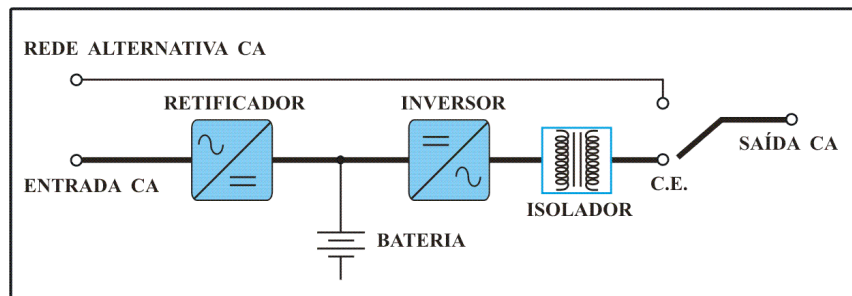 REDE ALTERNATIVA CA
RETIFICADOR
INVERSOR
SAÍDA CA
ENTRADA CA
C.E.
ISOLADOR
BATERIA